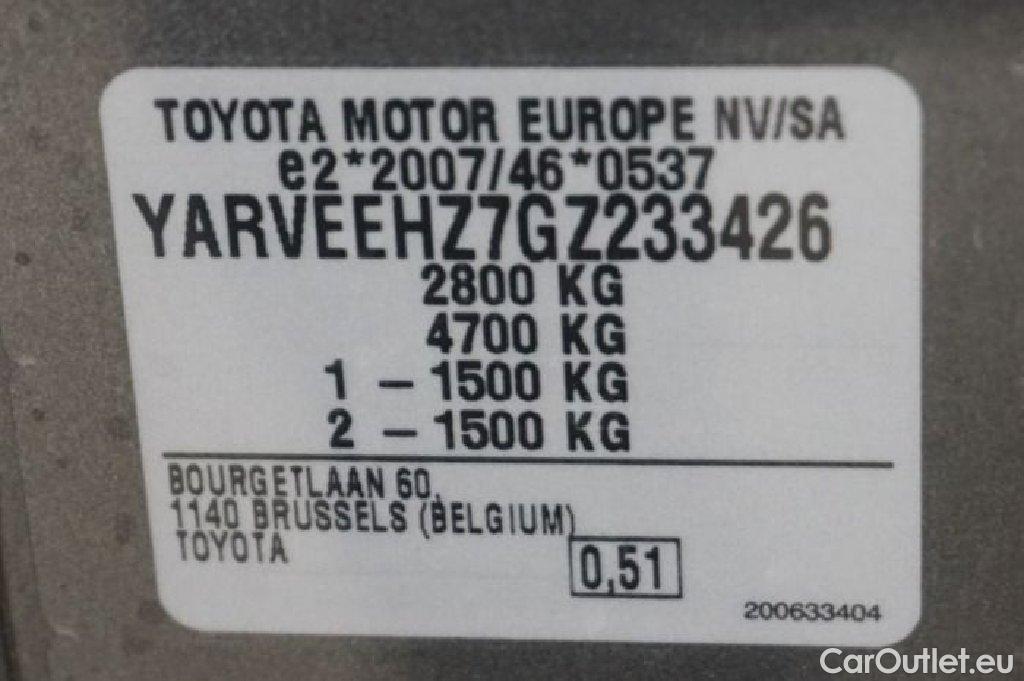 TOYOTA MOTOR EUROPE NV/SA
e2*2007/46*0537
YARVEEHZ7GZ233426
2800 KG
4700 KG
1 – 1500 KG
2 – 1500 KG
BOURGETLAAN 60,
1140 BRUSSELS (BELGIUM)
TOYOTA
0,51
200633404
CarOutlet.eu